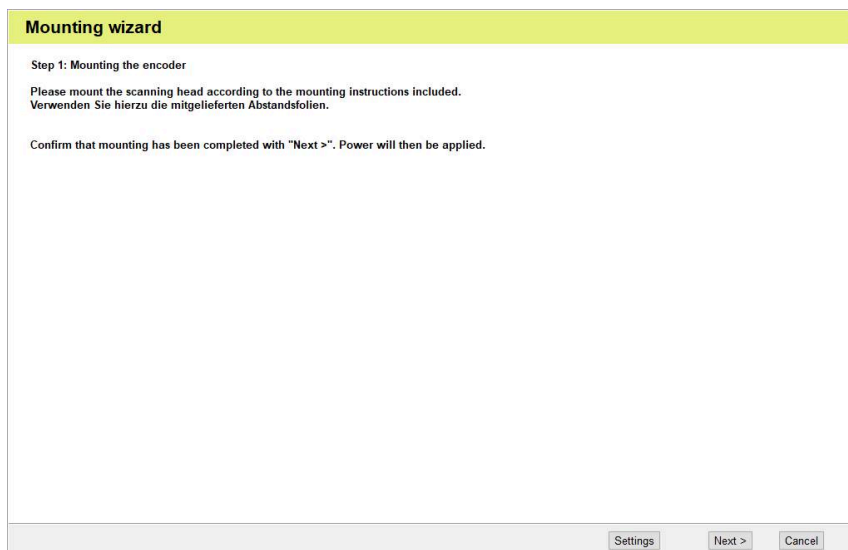 Mounting wizard
Step 1: Mounting the encoder
Please mount the scanning head according to the mounting instructions included.
Verwenden Sie hierzu die mitgelieferten Abstandsfolien.
Confirm that mounting has been completed with "Next >". Power will then be applied.
Settings Next > Cancel